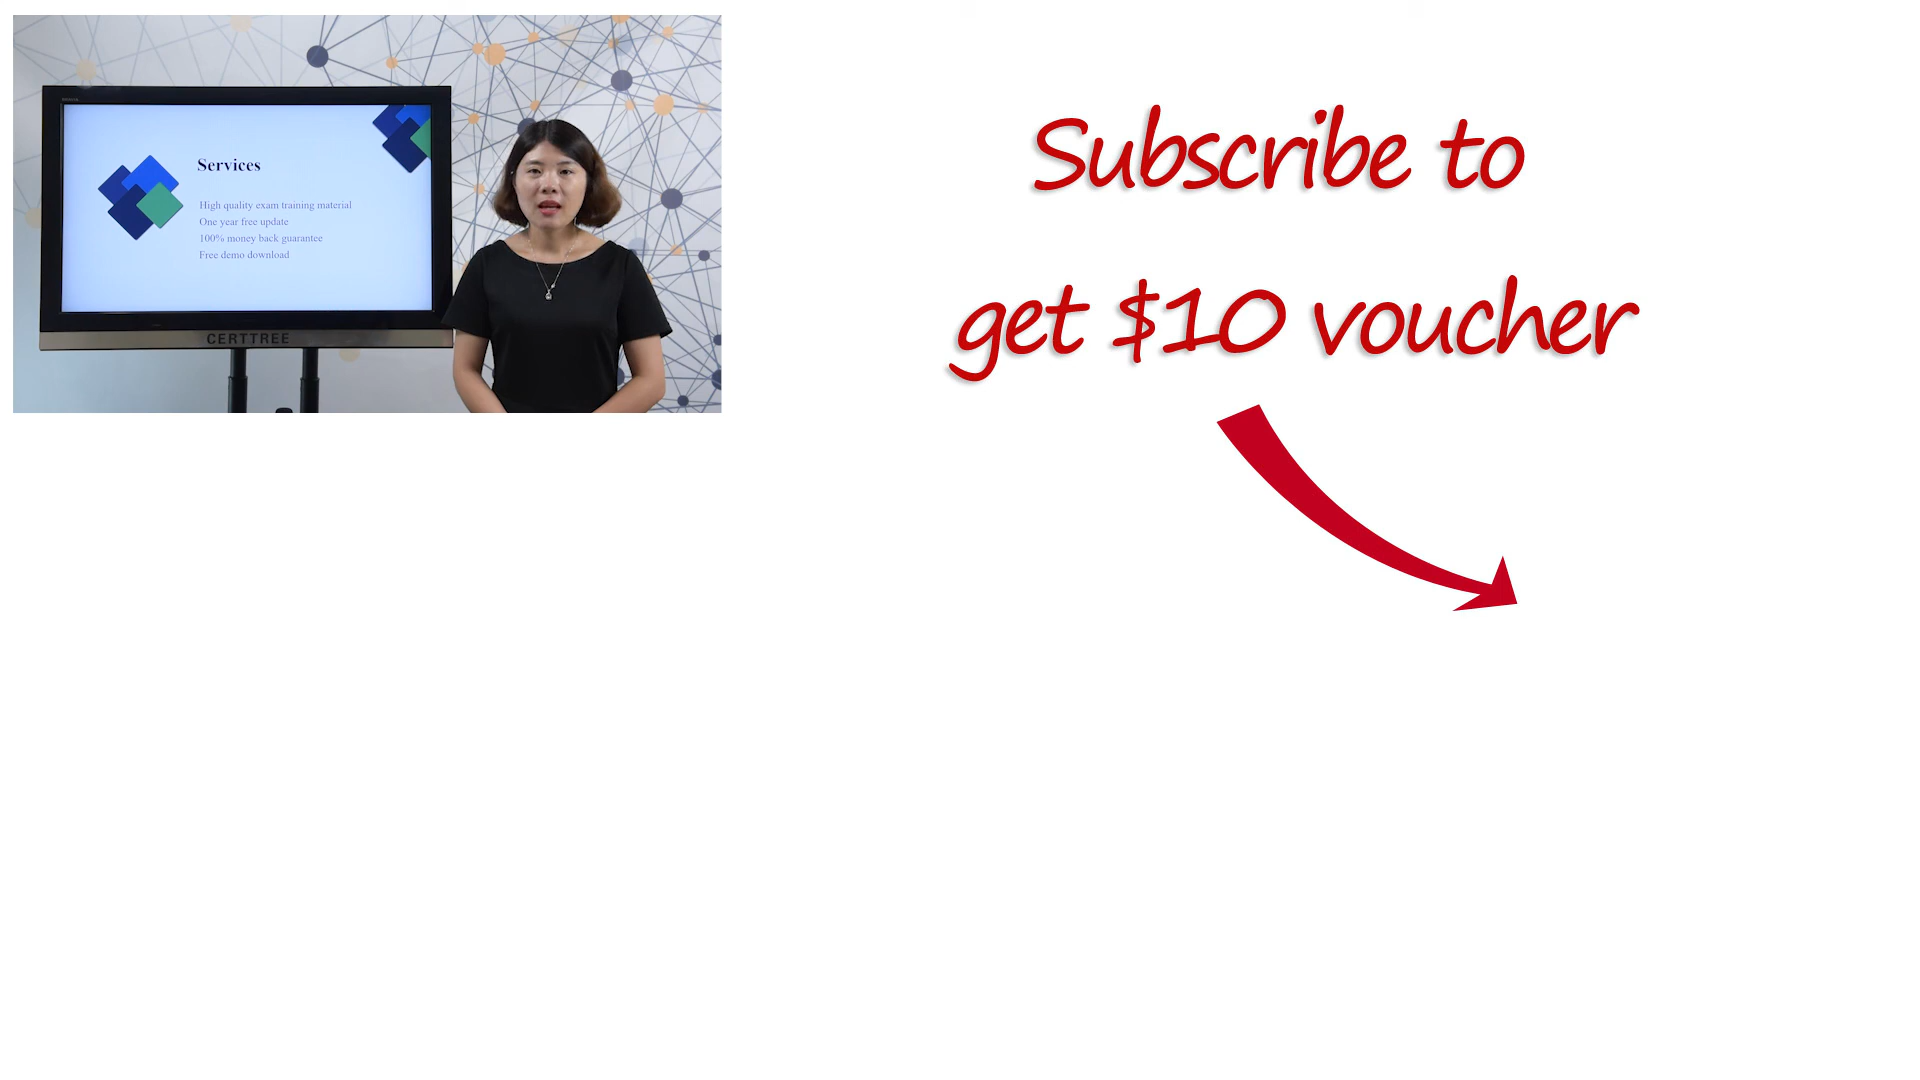 Services
High quality exam training material
One year free update
100% money back guarantee
Free demo download
CERTTREE
Subscribe to
get $10 voucher